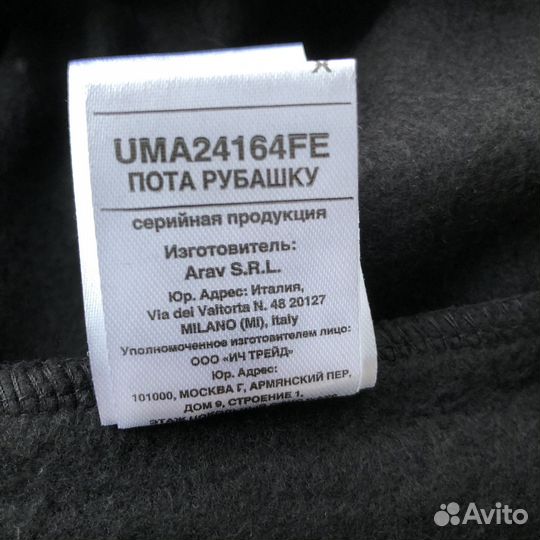 UMA24164FE
ПОТА РУБАШКУ
серийная продукция
Изготовитель:
Arav S.R.L.
Юр. Адрес: Италия,
Via dei Valtorta N. 48 20127
MILANO (MI), Italy
Уполномоченное изготовителем лицо:
ООО «ИЧ ТРЕЙД»
Юр. Адрес:
101000, МОСКВА Г, АРМЯНСКИЙ ПЕР,
ДОМ 9, СТРОЕНИЕ 1,
ЭТАЖ
Avito